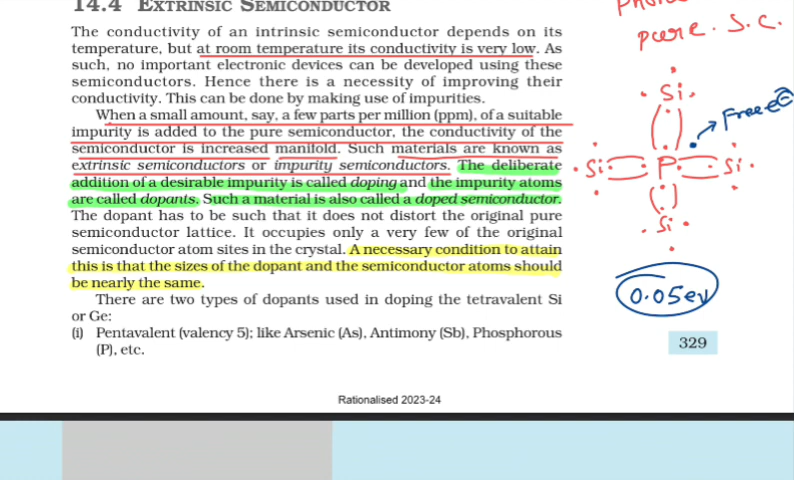 14.4 EXTRINSIC SEMICONDUCTOR
The conductivity of an intrinsic semiconductor depends on its
temperature, but at room temperature its conductivity is very low. As
such, no important electronic devices can be developed using these
semiconductors. Hence there is a necessity of improving their
conductivity. This can be done by making use of impurities.
When a small amount, say, a few parts per million (ppm), of a suitable
impurity is added to the pure semiconductor, the conductivity of the
semiconductor is increased manifold. Such materials are known as
extrinsic semiconductors or impurity semiconductors. The deliberate
addition of a desirable impurity is called doping and the impurity atoms
are called dopants. Such a material is also called a doped semiconductor.
The dopant has to be such that it does not distort the original pure
semiconductor lattice. It occupies only a very few of the original
semiconductor atom sites in the crystal. A necessary condition to attain
this is that the sizes of the dopant and the semiconductor atoms should
be nearly the same.
There are two types of dopants used in doping the tetravalent Si
or Ge:
(i) Pentavalent (valency 5); like Arsenic (As), Antimony (Sb), Phosphorous
(P), etc.
pure. S.C.
Si
Free e⊖
Si P Si
Si
0.05ev
329
Rationalised 2023-24